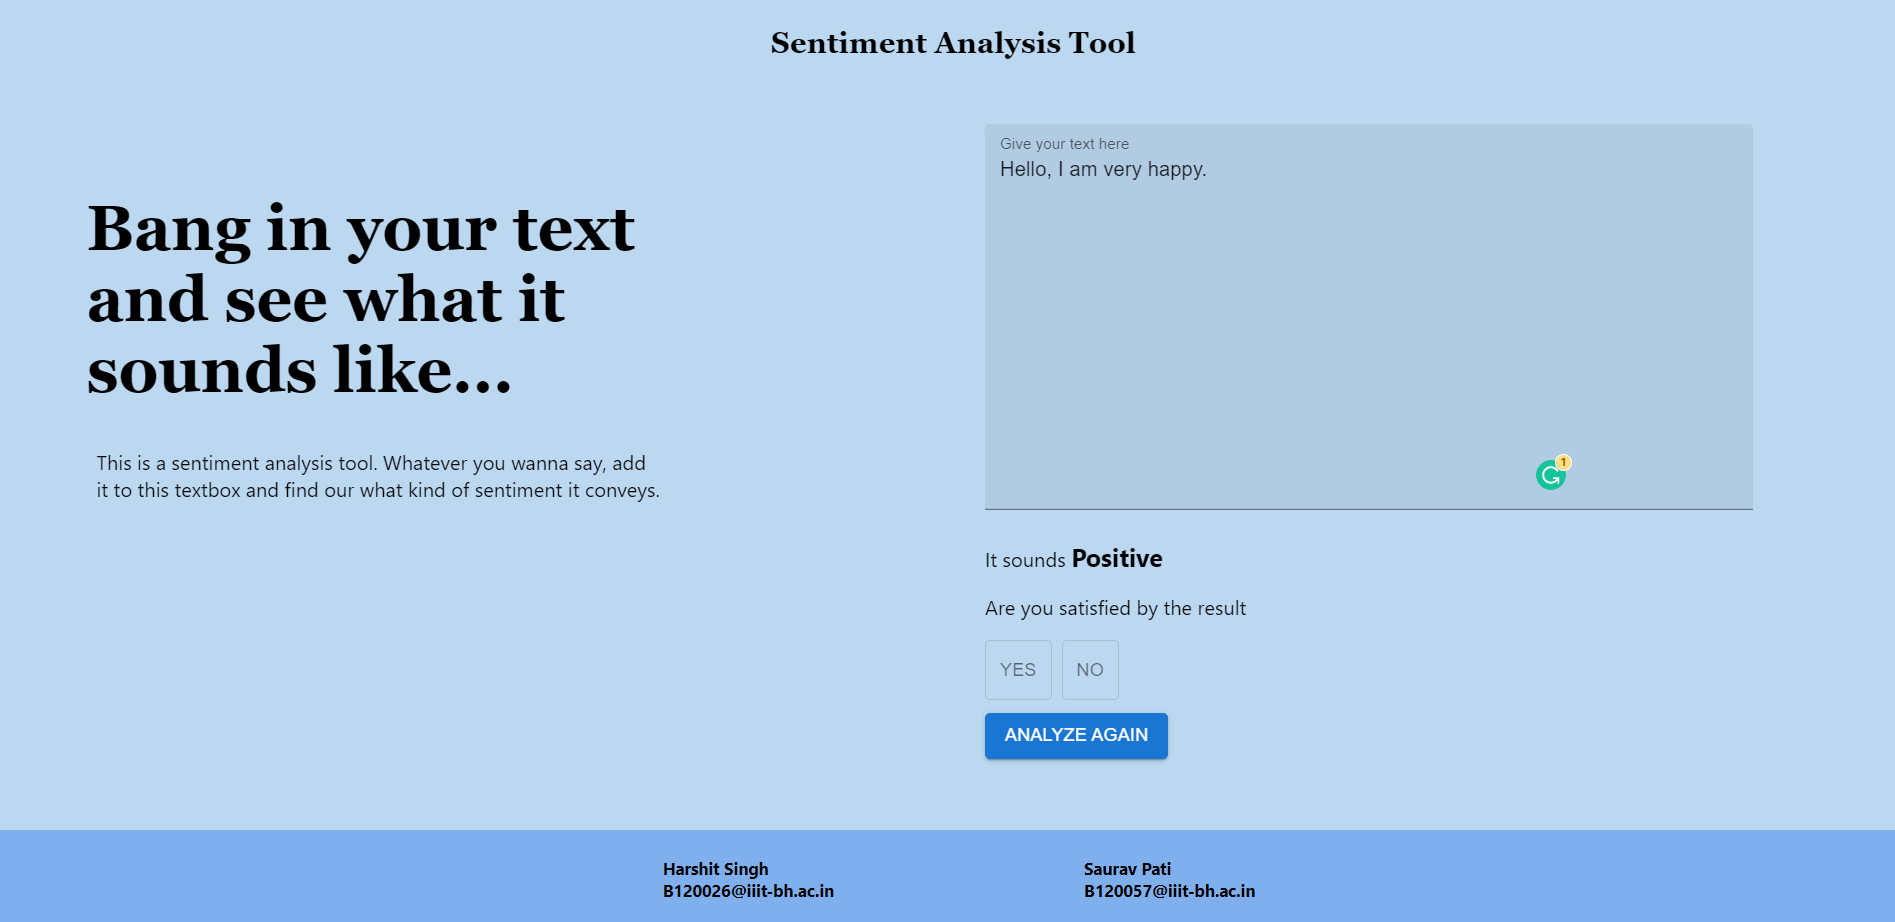 Sentiment Analysis Tool
Bang in your text
and see what it
sounds like...
This is a sentiment analysis tool. Whatever you wanna say, add
it to this textbox and find our what kind of sentiment it conveys.
Give your text here
Hello, I am very happy.
1
It sounds Positive
Are you satisfied by the result
YES NO
ANALYZE AGAIN
Harshit Singh
B120026@iiit-bh.ac.in
Saurav Pati
B120057@iiit-bh.ac.in